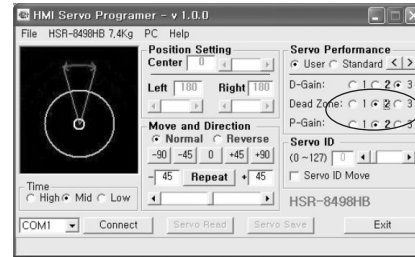 HMI Servo Programer - v 1.0.0
File HSR-8498HB 7,4Kg PC Help
Position Setting
Center 0
Left 180 Right 180
Servo Performance
User Standard < >
D-Gain: 1 2 3
Dead Zone: 1 2 3
P-Gain: 1 2 3
Move and Direction
Normal Reverse
-90 -45 0 +45 +90
- 45 Repeat + 45
Servo ID
(0 ~127) 0
Servo ID Move
HSR-8498HB
Time
High Mid Low
COM1 Connect Servo Read Servo Save Exit